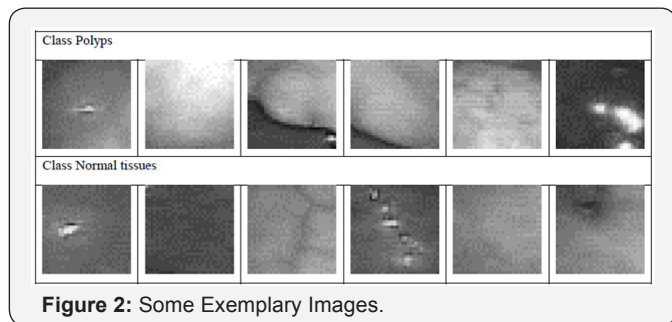 Class Polyps
Class Normal tissues
Figure 2: Some Exemplary Images.